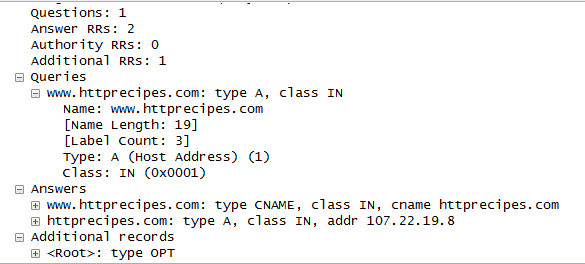 Questions: 1
Answer RRs: 2
Authority RRs: 0
Additional RRs: 1
Queries
www.httprecipes.com: type A, class IN
Name: www.httprecipes.com
[Name Length: 19]
[Label Count: 3]
Type: A (Host Address) (1)
Class: IN (0x0001)
Answers
www.httprecipes.com: type CNAME, class IN, cname httprecipes.com
httprecipes.com: type A, class IN, addr 107.22.19.8
Additional records
<Root>: type OPT